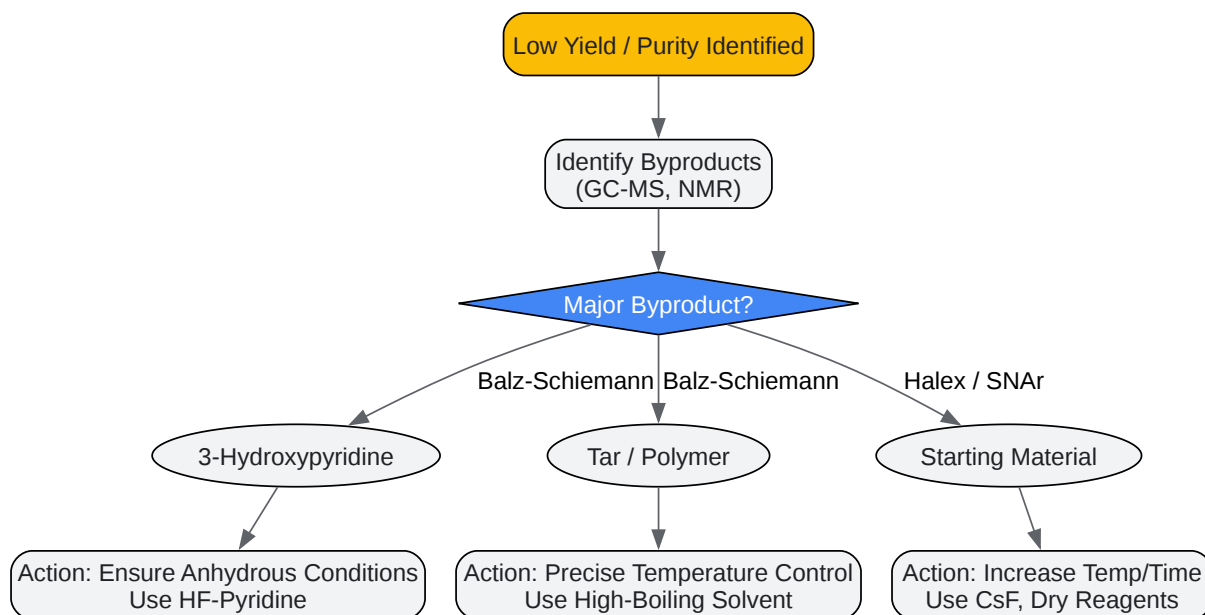 Low Yield / Purity Identified
Identify Byproducts
(GC-MS, NMR)
Major Byproduct?
Balz-Schiemann
Balz-Schiemann
Halex / SNAr
3-Hydroxypyridine
Tar / Polymer
Starting Material
Action: Ensure Anhydrous Conditions
Use HF-Pyridine
Action: Precise Temperature Control
Use High-Boiling Solvent
Action: Increase Temp/Time
Use CsF, Dry Reagents